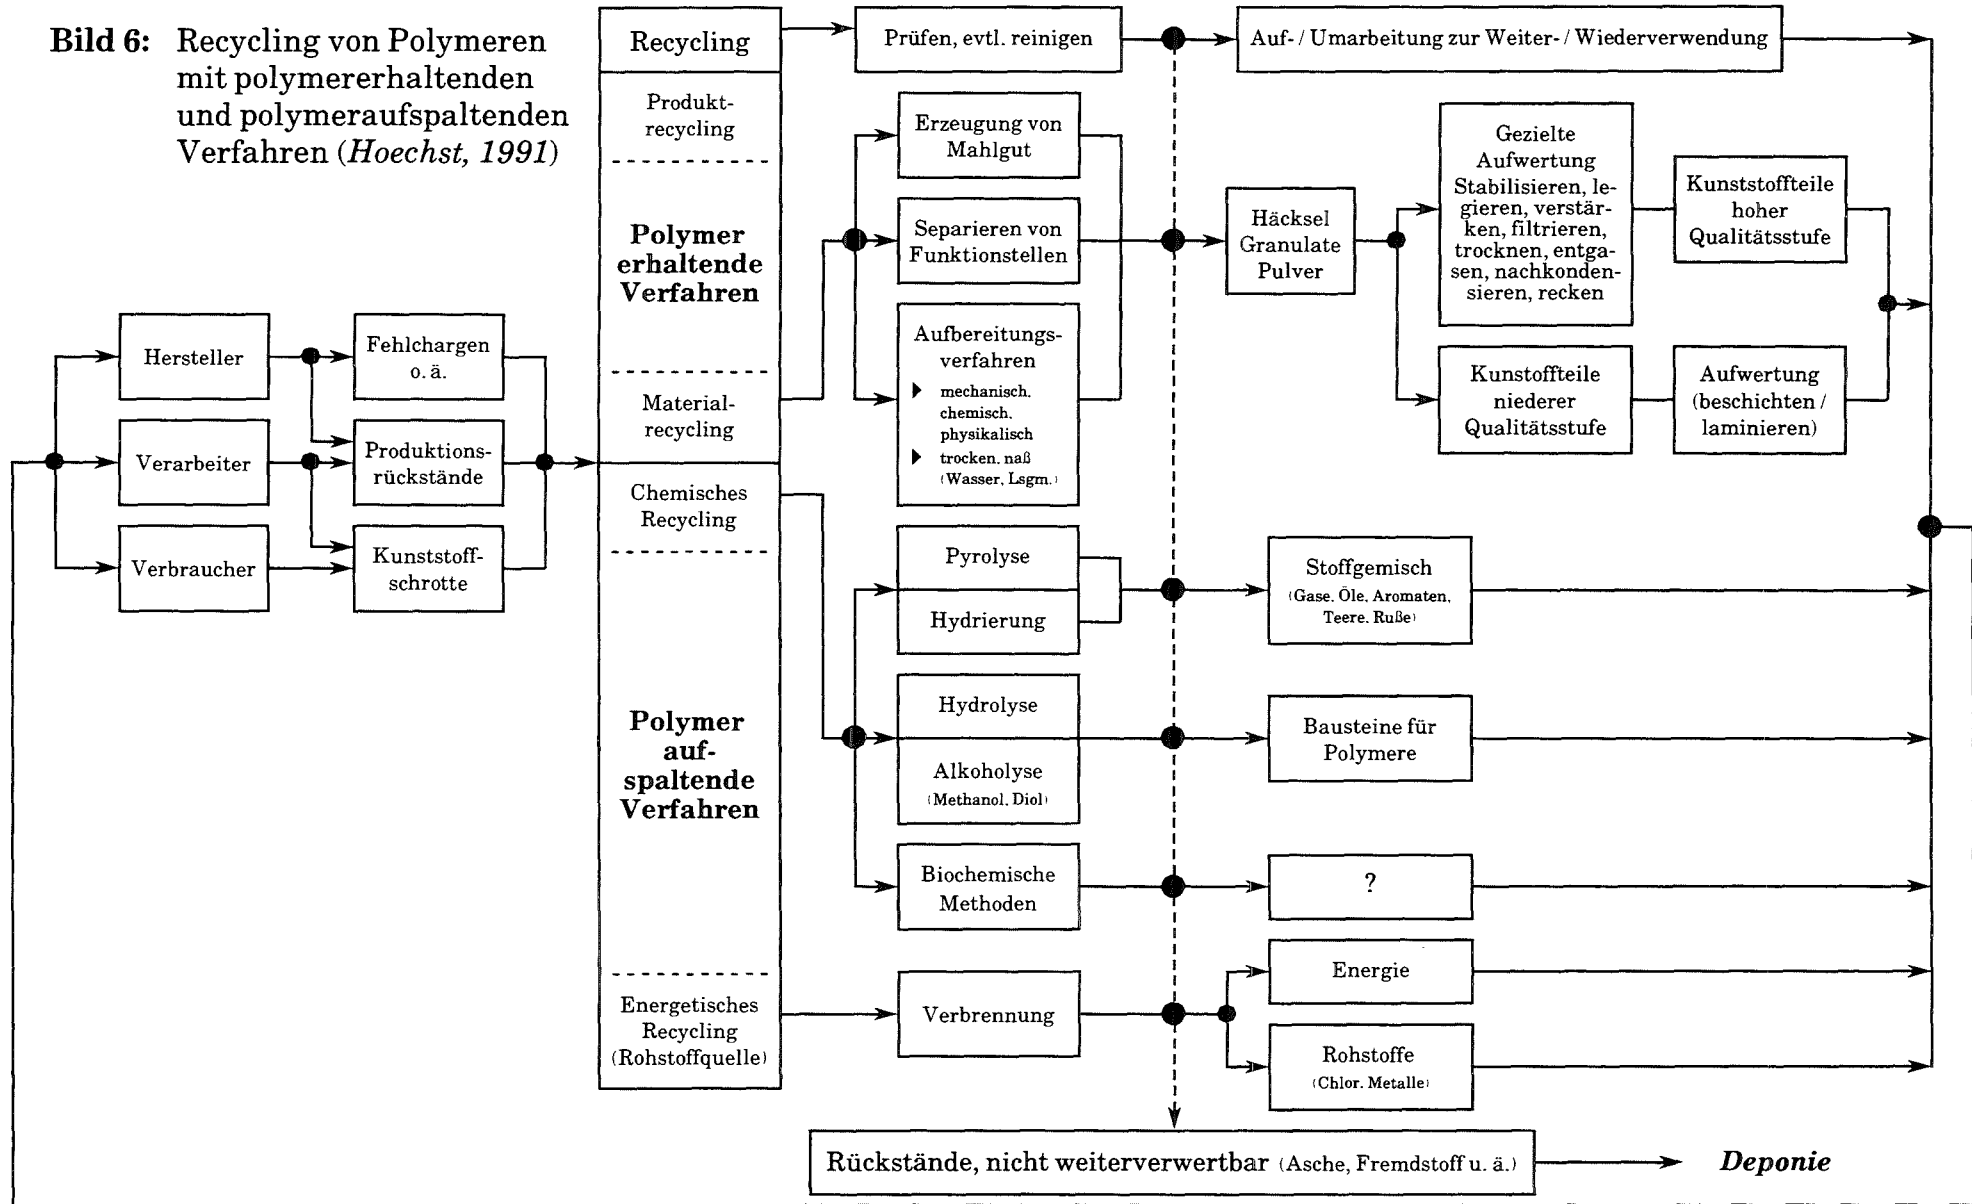 Bild 6: Recycling von Polymeren
mit polymererhaltenden
und polymeraufspaltenden
Verfahren (Hoechst, 1991)
Hersteller
Verarbeiter
Verbraucher
Fehlchargen
o. ä.
Produktions-
rückstände
Kunststoff-
schrotte
Recycling
Produkt-
recycling
Polymer
erhaltende
Verfahren
Material-
recycling
Chemisches
Recycling
Polymer
auf-
spaltende
Verfahren
Energetisches
Recycling
(Rohstoffquelle)
Prüfen, evtl. reinigen
Auf- / Umarbeitung zur Weiter- / Wiederverwendung
Erzeugung von
Mahlgut
Separieren von
Funktionstellen
Aufbereitungs-
verfahren
mechanisch,
chemisch,
physikalisch
trocken, naß
(Wasser, Lsgm.)
Häcksel
Granulate
Pulver
Gezielte
Aufwertung
Stabilisieren, le-
gieren, verstär-
ken, filtrieren,
trocknen, entga-
sen, nachkonden-
sieren, recken
Kunststoffteile
hoher
Qualitätsstufe
Kunstoffteile
niederer
Qualitätsstufe
Aufwertung
(beschichten /
laminieren)
Pyrolyse
Hydrierung
Stoffgemisch
(Gase, Öle, Aromaten,
Teere, Ruße)
Hydrolyse
Alkoholyse
(Methanol, Diol)
Bausteine für
Polymere
Biochemische
Methoden
?
Verbrennung
Energie
Rohstoffe
(Chlor, Metalle)
Rückstände, nicht weiterverwertbar (Asche, Fremdstoff u. ä.)
Deponie